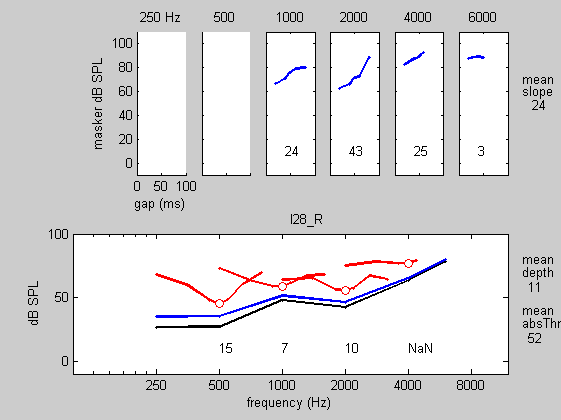 250 Hz 500 1000 2000 4000 6000
100
80
60
40
20
0
masker dB SPL
24 43 25 3
mean
slope
24
0 50 100
gap (ms)
I28_R
100
50
0
dB SPL
15 7 10 NaN
mean
depth
11
mean
absThr
52
250 500 1000 2000 4000 8000
frequency (Hz)